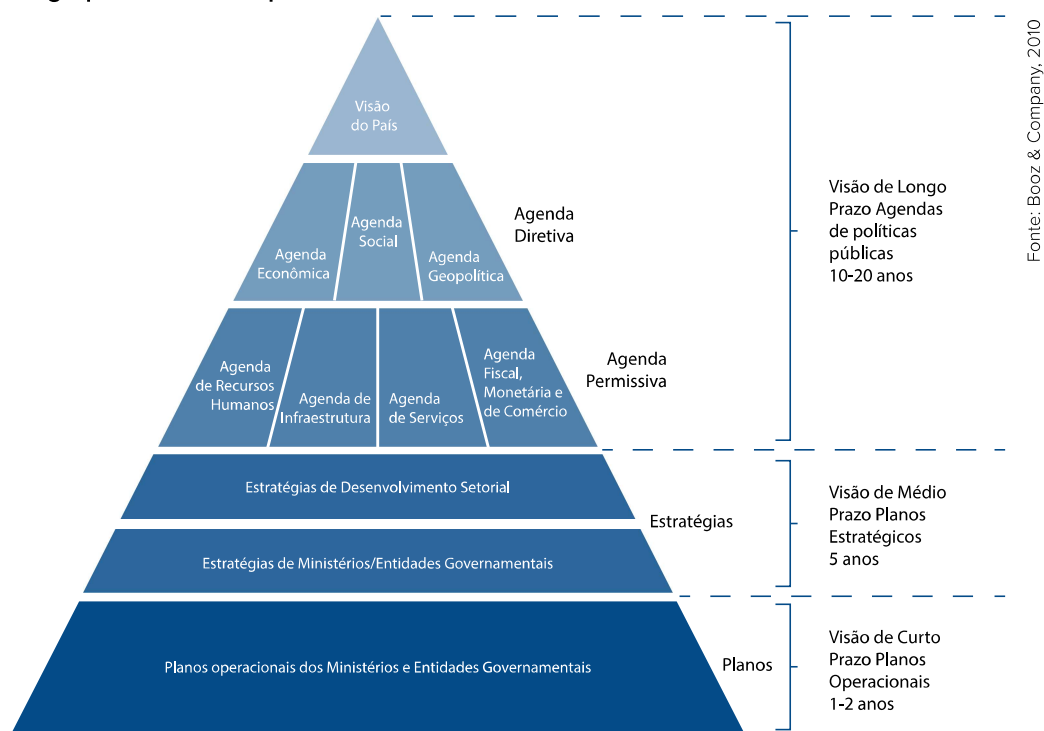 Visão
do País
Agenda
Econômica
Agenda
Social
Agenda
Geopolítica
Agenda
Diretiva
Agenda
de Recursos
Humanos
Agenda de
Infraestrutura
Agenda
de Serviços
Agenda
Fiscal,
Monetária e
de Comércio
Agenda
Permissiva
Visão de Longo
Prazo Agendas
de políticas
públicas
10-20 anos
Estratégias de Desenvolvimento Setorial
Estratégias de Ministérios/Entidades Governamentais
Estratégias
Visão de Médio
Prazo Planos
Estratégicos
5 anos
Planos operacionais dos Ministérios e Entidades Governamentais
Planos
Visão de Curto
Prazo Planos
Operacionais
1-2 anos
Fonte: Booz & Company, 2010